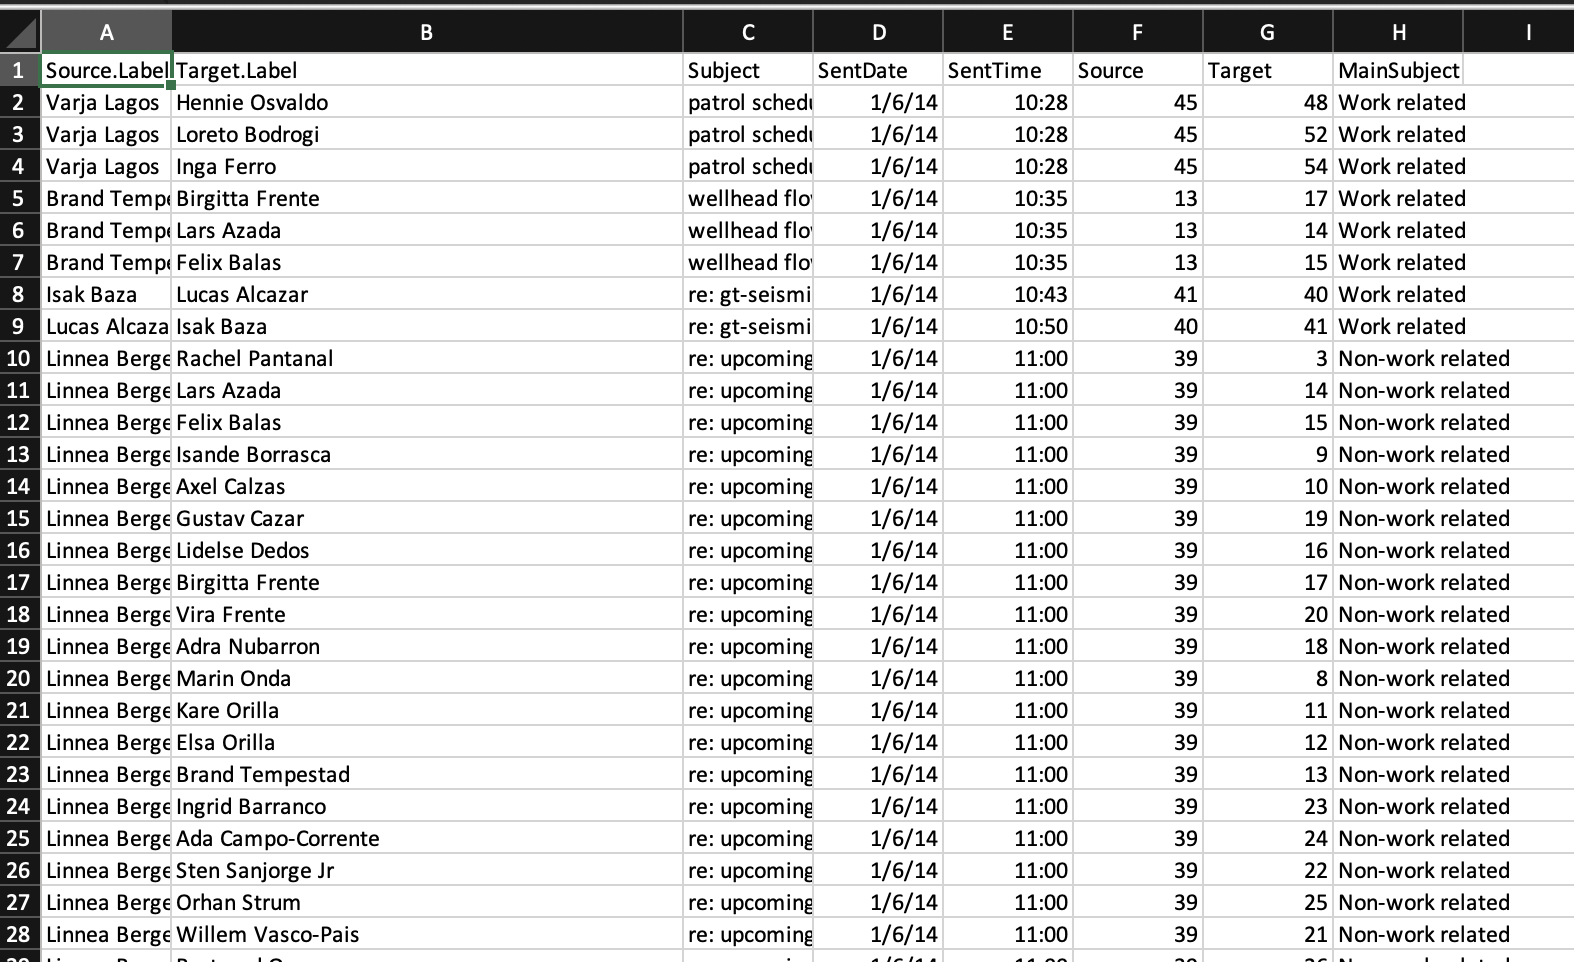 A B C D E F G H I
1 Source.Label Target.Label Subject SentDate SentTime Source Target MainSubject
2 Varja Lagos Hennie Osvaldo patrol 1/6/14 10:28 45 48 Work related
3 Varja Lagos Loreto Bodrogi patrol 1/6/14 10:28 45 52 Work related
4 Varja Lagos Inga Ferro patrol 1/6/14 10:28 45 54 Work related
5 Brand Birgitta Frente wellhead 1/6/14 10:35 13 17 Work related
6 Brand Lars Azada wellhead 1/6/14 10:35 13 14 Work related
7 Brand Felix Balas wellhead 1/6/14 10:35 13 15 Work related
8 Isak Baza Lucas Alcazar re: gt-seismi 1/6/14 10:43 41 40 Work related
9 Lucas Alcaza Isak Baza re: gt-seismi 1/6/14 10:50 40 41 Work related
10 Linnea Berge Rachel Pantanal re: upcoming 1/6/14 11:00 39 3 Non-work related
11 Linnea Berge Lars Azada re: upcoming 1/6/14 11:00 39 14 Non-work related
12 Linnea Berge Felix Balas re: upcoming 1/6/14 11:00 39 15 Non-work related
13 Linnea Berge Isande Borrasca re: upcoming 1/6/14 11:00 39 9 Non-work related
14 Linnea Berge Axel Calzas re: upcoming 1/6/14 11:00 39 10 Non-work related
15 Linnea Berge Gustav Cazar re: upcoming 1/6/14 11:00 39 19 Non-work related
16 Linnea Berge Lidelse Dedos re: upcoming 1/6/14 11:00 39 16 Non-work related
17 Linnea Berge Birgitta Frente re: upcoming 1/6/14 11:00 39 17 Non-work related
18 Linnea Berge Vira Frente re: upcoming 1/6/14 11:00 39 20 Non-work related
19 Linnea Berge Adra Nubarron re: upcoming 1/6/14 11:00 39 18 Non-work related
20 Linnea Berge Marin Onda re: upcoming 1/6/14 11:00 39 8 Non-work related
21 Linnea Berge Kare Orilla re: upcoming 1/6/14 11:00 39 11 Non-work related
22 Linnea Berge Elsa Orilla re: upcoming 1/6/14 11:00 39 12 Non-work related
23 Linnea Berge Brand Tempestad re: upcoming 1/6/14 11:00 39 13 Non-work related
24 Linnea Berge Ingrid Barranco re: upcoming 1/6/14 11:00 39 23 Non-work related
25 Linnea Berge Ada Campo-Corrente re: upcoming 1/6/14 11:00 39 24 Non-work related
26 Linnea Berge Sten Sanjorge Jr re: upcoming 1/6/14 11:00 39 22 Non-work related
27 Linnea Berge Orhan Strum re: upcoming 1/6/14 11:00 39 25 Non-work related
28 Linnea Berge Willem Vasco-Pais re: upcoming 1/6/14 11:00 39 21 Non-work related